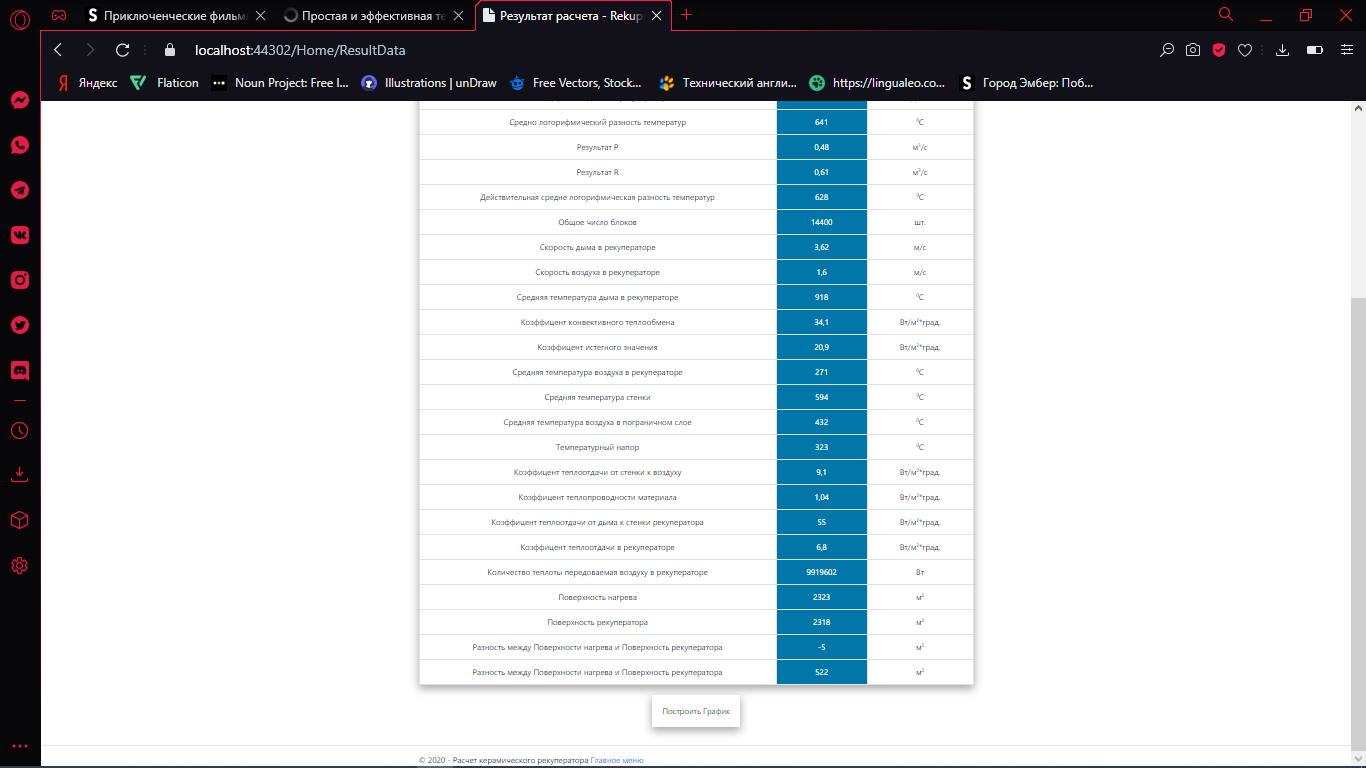 Приключенческие фильм
Простая и эффективная те
Результат расчета - Rekup
localhost:44302/Home/ResultData
Яндекс
Flaticon
Noun Project: Free I...
Illustrations | unDraw
Free Vectors, Stock...
Технический англи...
https://lingualeo.co...
Город Эмбер: Поб...
Средно логорифмический разность температур 641 ⁰C
Результат P 0,48 м³/с
Результат R 0,61 м³/с
Действительная средне логорифмическая разность температур 628 ⁰C
Общое число блоков 14400 шт.
Скорость дыма в рекуператоре 3,62 м/с
Скорость воздуха в рекуператоре 1,6 м/с
Средняя температура дыма в рекуператоре 918 ⁰C
Коэффицент конвективного теплообмена 34,1 Вт/м²*град.
Коэффицент истегного значения 20,9 Вт/м²*град.
Средняя температура воздуха в рекуператоре 271 ⁰C
Средняя температура стенки 594 ⁰C
Средняя температура воздуха в пограничном слое 432 ⁰C
Температурный напор 323 ⁰C
Коэффицент теплоотдачи от стенки к воздуху 9,1 Вт/м²*град.
Коэффицент теплопроводности материала 1,04 Вт/м²*град.
Коэффицент теплоотдачи от дыма к стенки рекуператора 55 Вт/м²*град.
Коэффицент теплоотдачи в рекуператоре 6,8 Вт/м²*град.
Количество теплоты передоваемая воздуху в рекуператоре 9919602 Вт
Поверхность нагрева 2323 м²
Поверхность рекуператора 2318 м²
Разность между Поверхности нагрева и Поверхность рекуператора -5 м²
Разность между Поверхности нагрева и Поверхность рекуператора 522 м²
Построить График
© 2020 - Расчет керамического рекуператора Главное меню